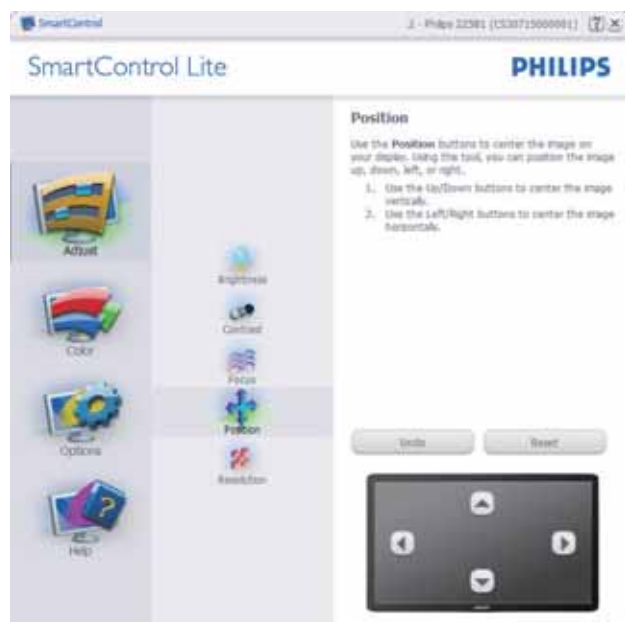 SmartControl
SmartControl Lite
PHILIPS
Adjust
Color
Options
Help
Brightness
Contrast
Focus
Position
Resolution
Position
Use the Position buttons to center the image on
your display. Using the tool, you can position the image
up, down, left, or right.
1. Use the Up/Down buttons to center the image
vertically.
2. Use the Left/Right buttons to center the image
horizontally.
Undo
Reset